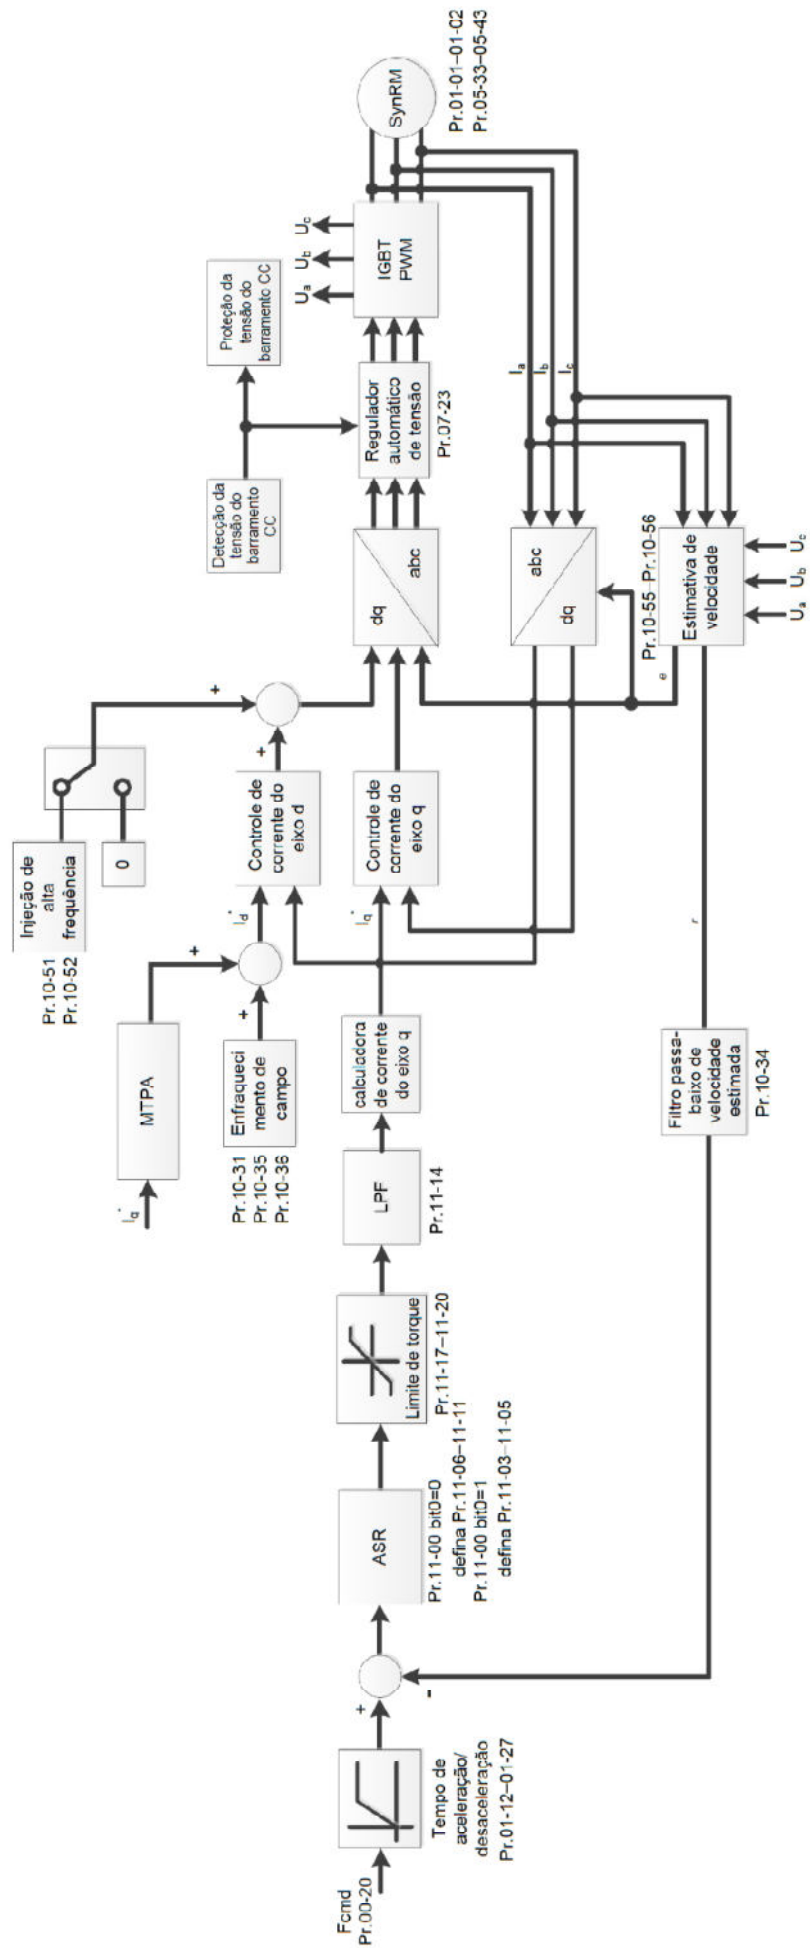 Fcmd
Pr.00-20
Tempo de
aceleração/
desaceleração
Pr.01-12–01-27
+
-
ASR
Pr.11-00 bit0=0
defina Pr.11-06–11-11
Pr.11-00 bit0=1
defina Pr.11-03–11-05
Limite de torque
Pr.11-17–11-20
LPF
Pr.11-14
calculadora
de corrente
do eixo q
Iq*
MTPA
+
Enfraqueci
mento de
campo
Pr.10-31
Pr.10-35
Pr.10-36
+
Injeção de
alta
frequência
Pr.10-51
Pr.10-52
0
Id*
Controle de
corrente do
eixo d
Iq*
Controle de
corrente do
eixo q
+
+
dq
abc
Detecção da
tensão do
barramento
CC
Proteção da
tensão do
barramento CC
Regulador
automático
de tensão
Pr.07-23
IGBT
PWM
Ua
Ub
Uc
SynRM
Pr.01-01–01-02
Pr.05-33–05-43
Ia
Ib
Ic
abc
dq
Pr.10-55–Pr.10-56
Estimativa de
velocidade
Ua
Ub
Uc
e
r
Filtro passa-
baixo de
velocidade
estimada
Pr.10-34